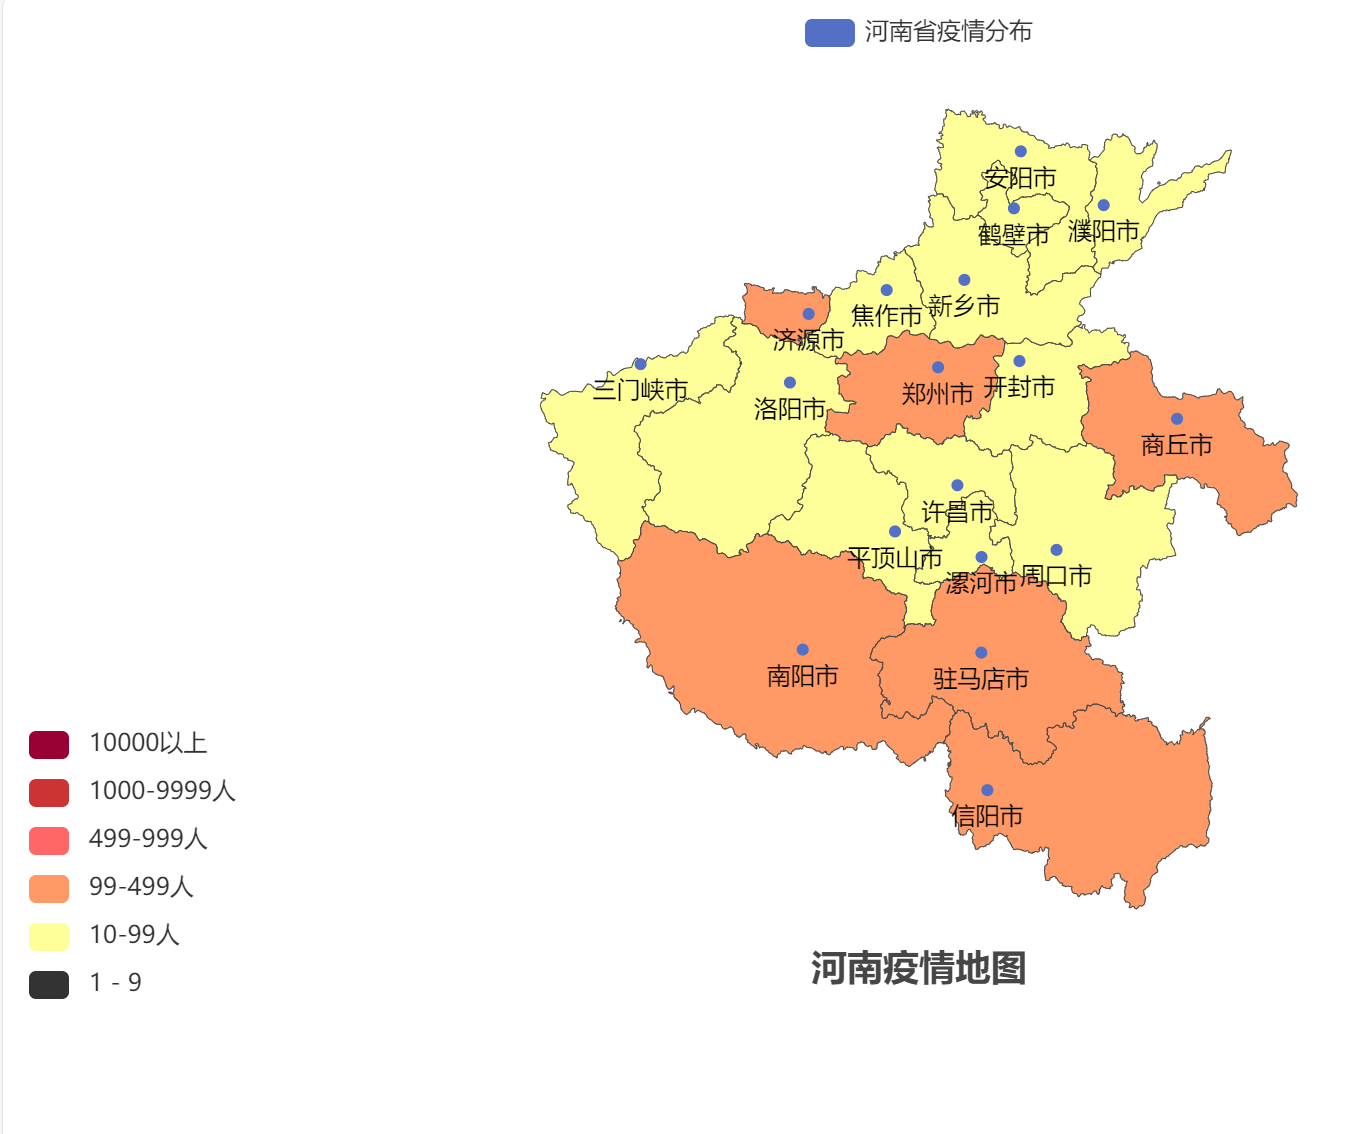 河南省疫情分布
安阳市
鹤壁市
濮阳市
新乡市
焦作市
济源市
三门峡市
洛阳市
郑州市
开封市
商丘市
许昌市
平顶山市
漯河市
周口市
南阳市
驻马店市
信阳市
10000以上
1000-9999人
499-999人
99-499人
10-99人
1 - 9
河南疫情地图